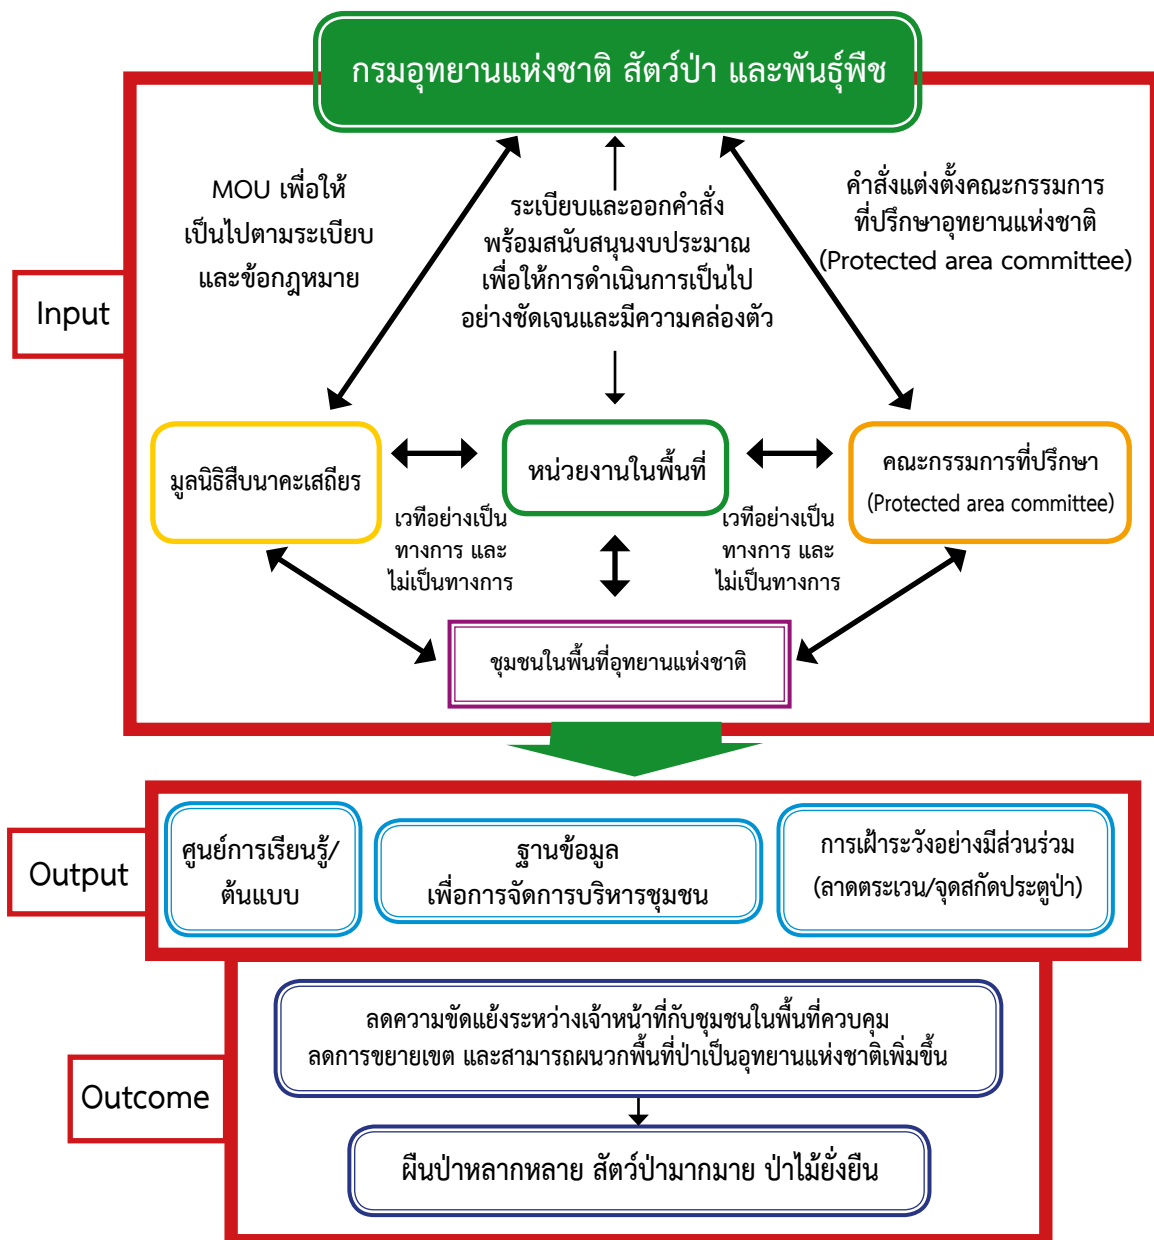 กรมอุทยานแห่งชาติ สัตว์ป่า และพันธุ์พืช
MOU เพื่อให้
เป็นไปตามระเบียบ
และข้อกฎหมาย
ระเบียบและออกคำสั่ง
พร้อมสนับสนุนงบประมาณ
เพื่อให้การดำเนินการเป็นไป
อย่างชัดเจนและมีความคล่องตัว
คำสั่งแต่งตั้งคณะกรรมการ
ที่ปรึกษาอุทยานแห่งชาติ
(Protected area committee)
Input
มูลนิธิสืบนาคะเสถียร
หน่วยงานในพื้นที่
คณะกรรมการที่ปรึกษา
(Protected area committee)
เวทีอย่างเป็น
ทางการ และ
ไม่เป็นทางการ
เวทีอย่างเป็น
ทางการ และ
ไม่เป็นทางการ
ชุมชนในพื้นที่อุทยานแห่งชาติ
Output
ศูนย์การเรียนรู้/
ต้นแบบ
ฐานข้อมูล
เพื่อการจัดการบริหารชุมชน
การเฝ้าระวังอย่างมีส่วนร่วม
(ลาดตระเวน/จุดสกัดประตูป่า)
Outcome
ลดความขัดแย้งระหว่างเจ้าหน้าที่กับชุมชนในพื้นที่ควบคุม
ลดการขยายเขต และสามารถผนวกพื้นที่ป่าเป็นอุทยานแห่งชาติเพิ่มขึ้น
ผืนป่าหลากหลาย สัตว์ป่ามากมาย ป่าไม้ยั่งยืน